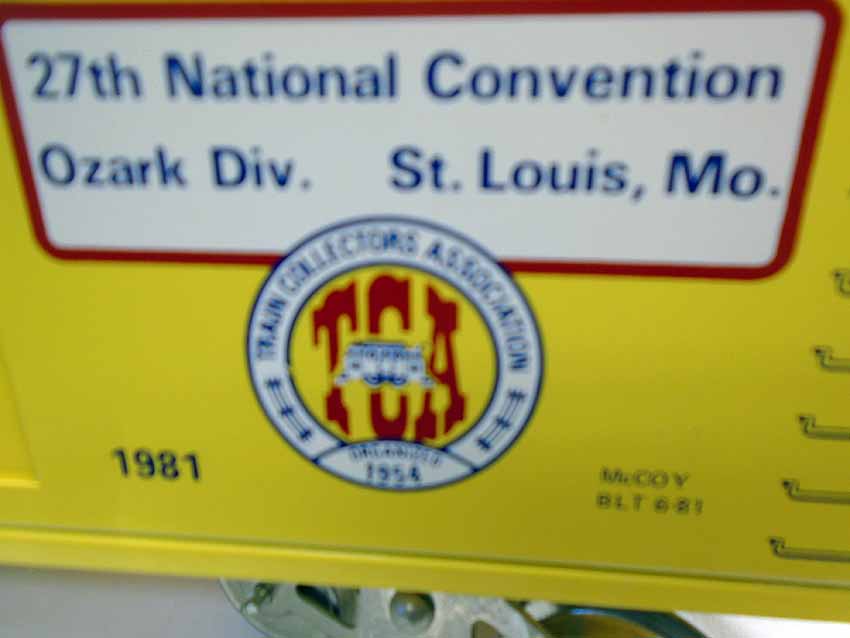 27th National Convention
Ozark Div. St. Louis, Mo.
TRAIN COLLECTORS ASSOCIATION
TCA
ORGANIZED
1954
1981
McCOY
BLT 6-81